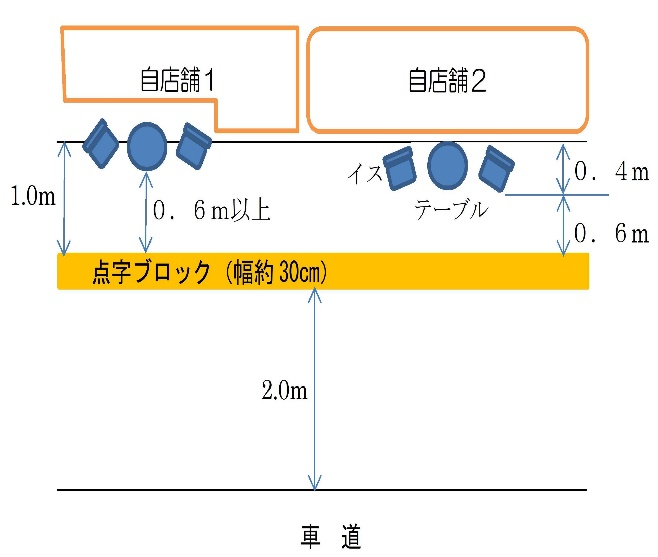 自店舗１
自店舗２
1.0m
０．６ｍ以上
イス
テーブル
０．４ｍ
０．６ｍ
点字ブロック（幅約30㎝）
2.0m
車　道